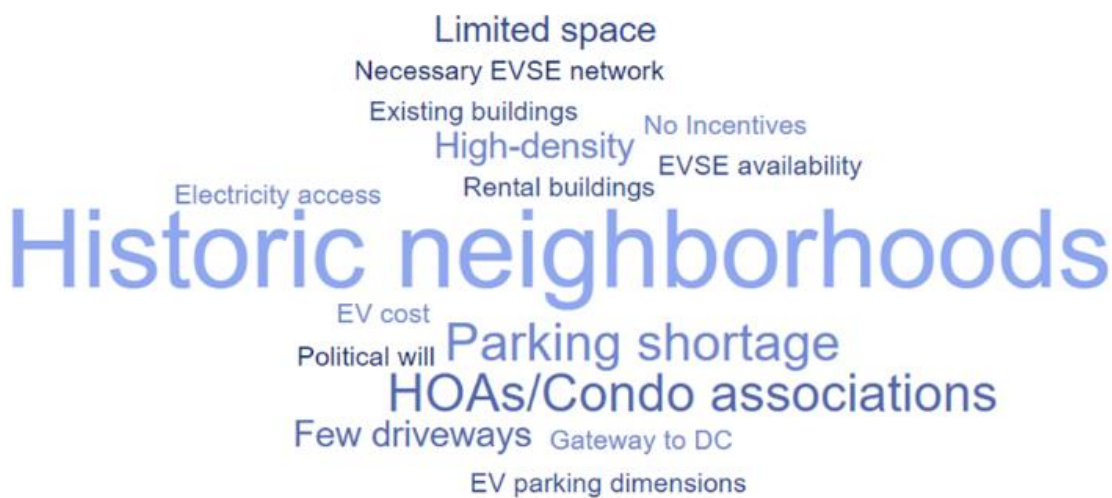 Limited space
Necessary EVSE network
Existing buildings
No Incentives
High-density
EVSE availability
Rental buildings
Electricity access
Historic neighborhoods
EV cost
Parking shortage
Political will
HOAs/Condo associations
Few driveways
Gateway to DC
EV parking dimensions